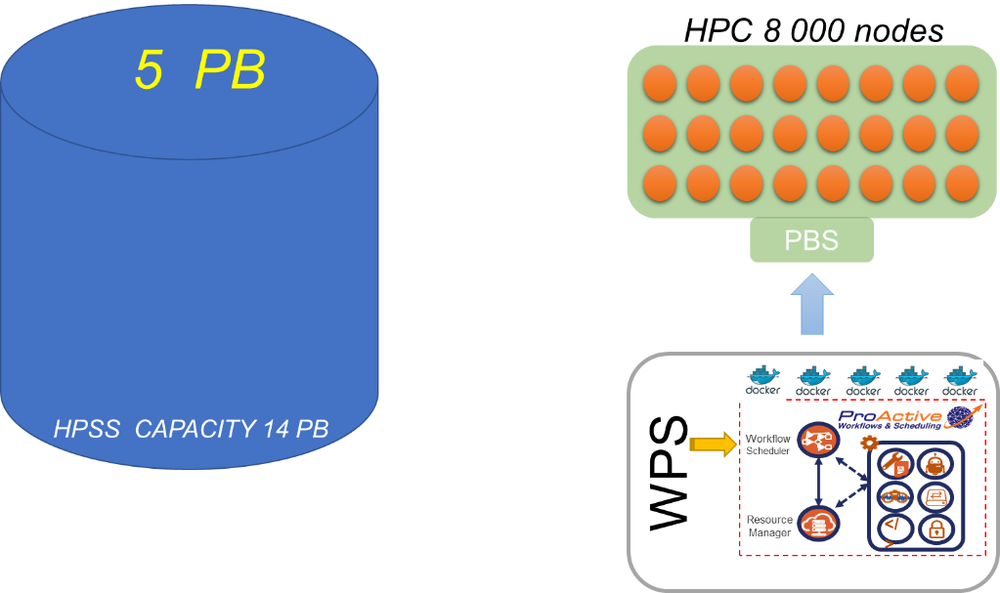 5 PB
HPSS CAPACITY 14 PB
HPC 8 000 nodes
PBS
docker docker docker docker docker
WPS
ProActive
Workflows & Scheduling
Workflow
Scheduler
Resource
Manager
</
>